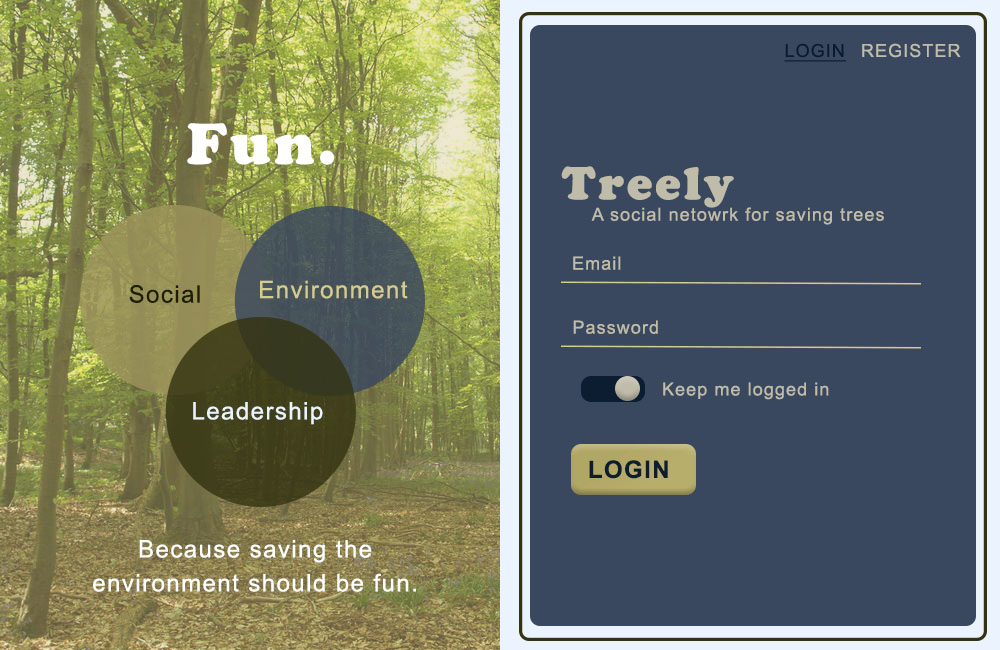 Fun.
Social
Environment
Leadership
Because saving the
environment should be fun.
LOGIN REGISTER
Treely
A social netowrk for saving trees
Email
Password
Keep me logged in
LOGIN